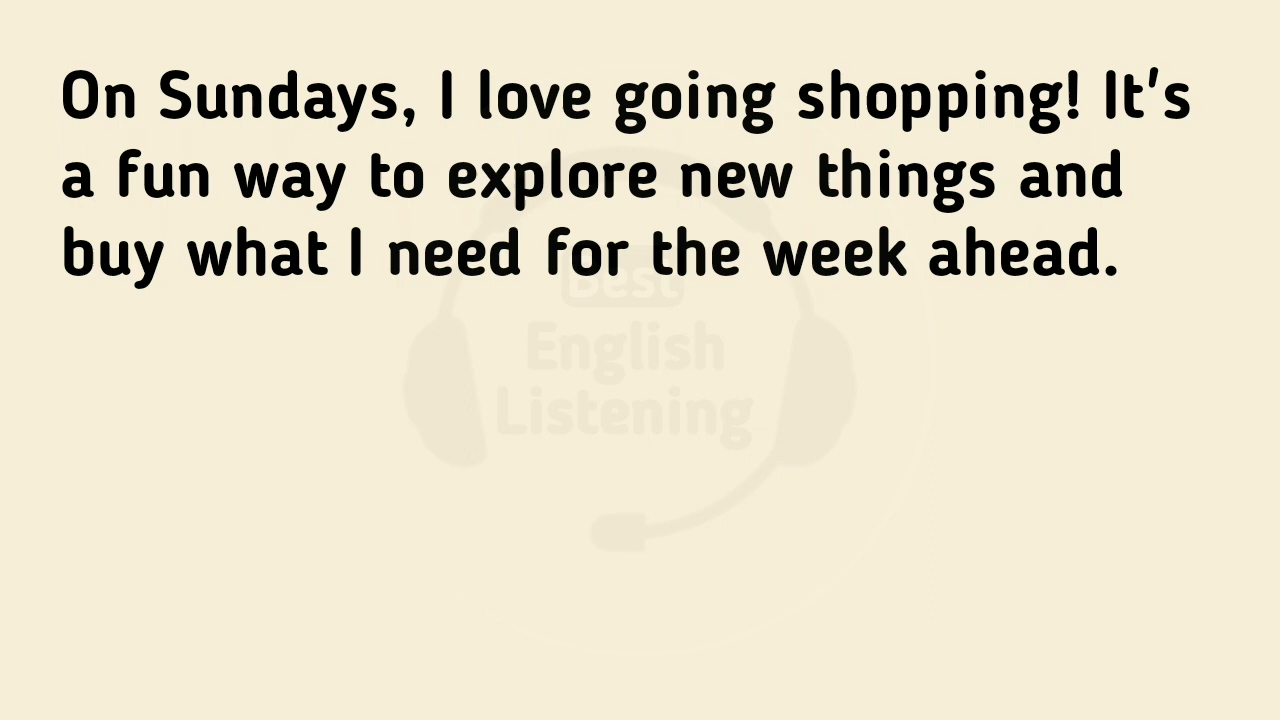 On Sundays, I love going shopping! It's
a fun way to explore new things and
buy what I need for the week ahead.
Best
English
Listening